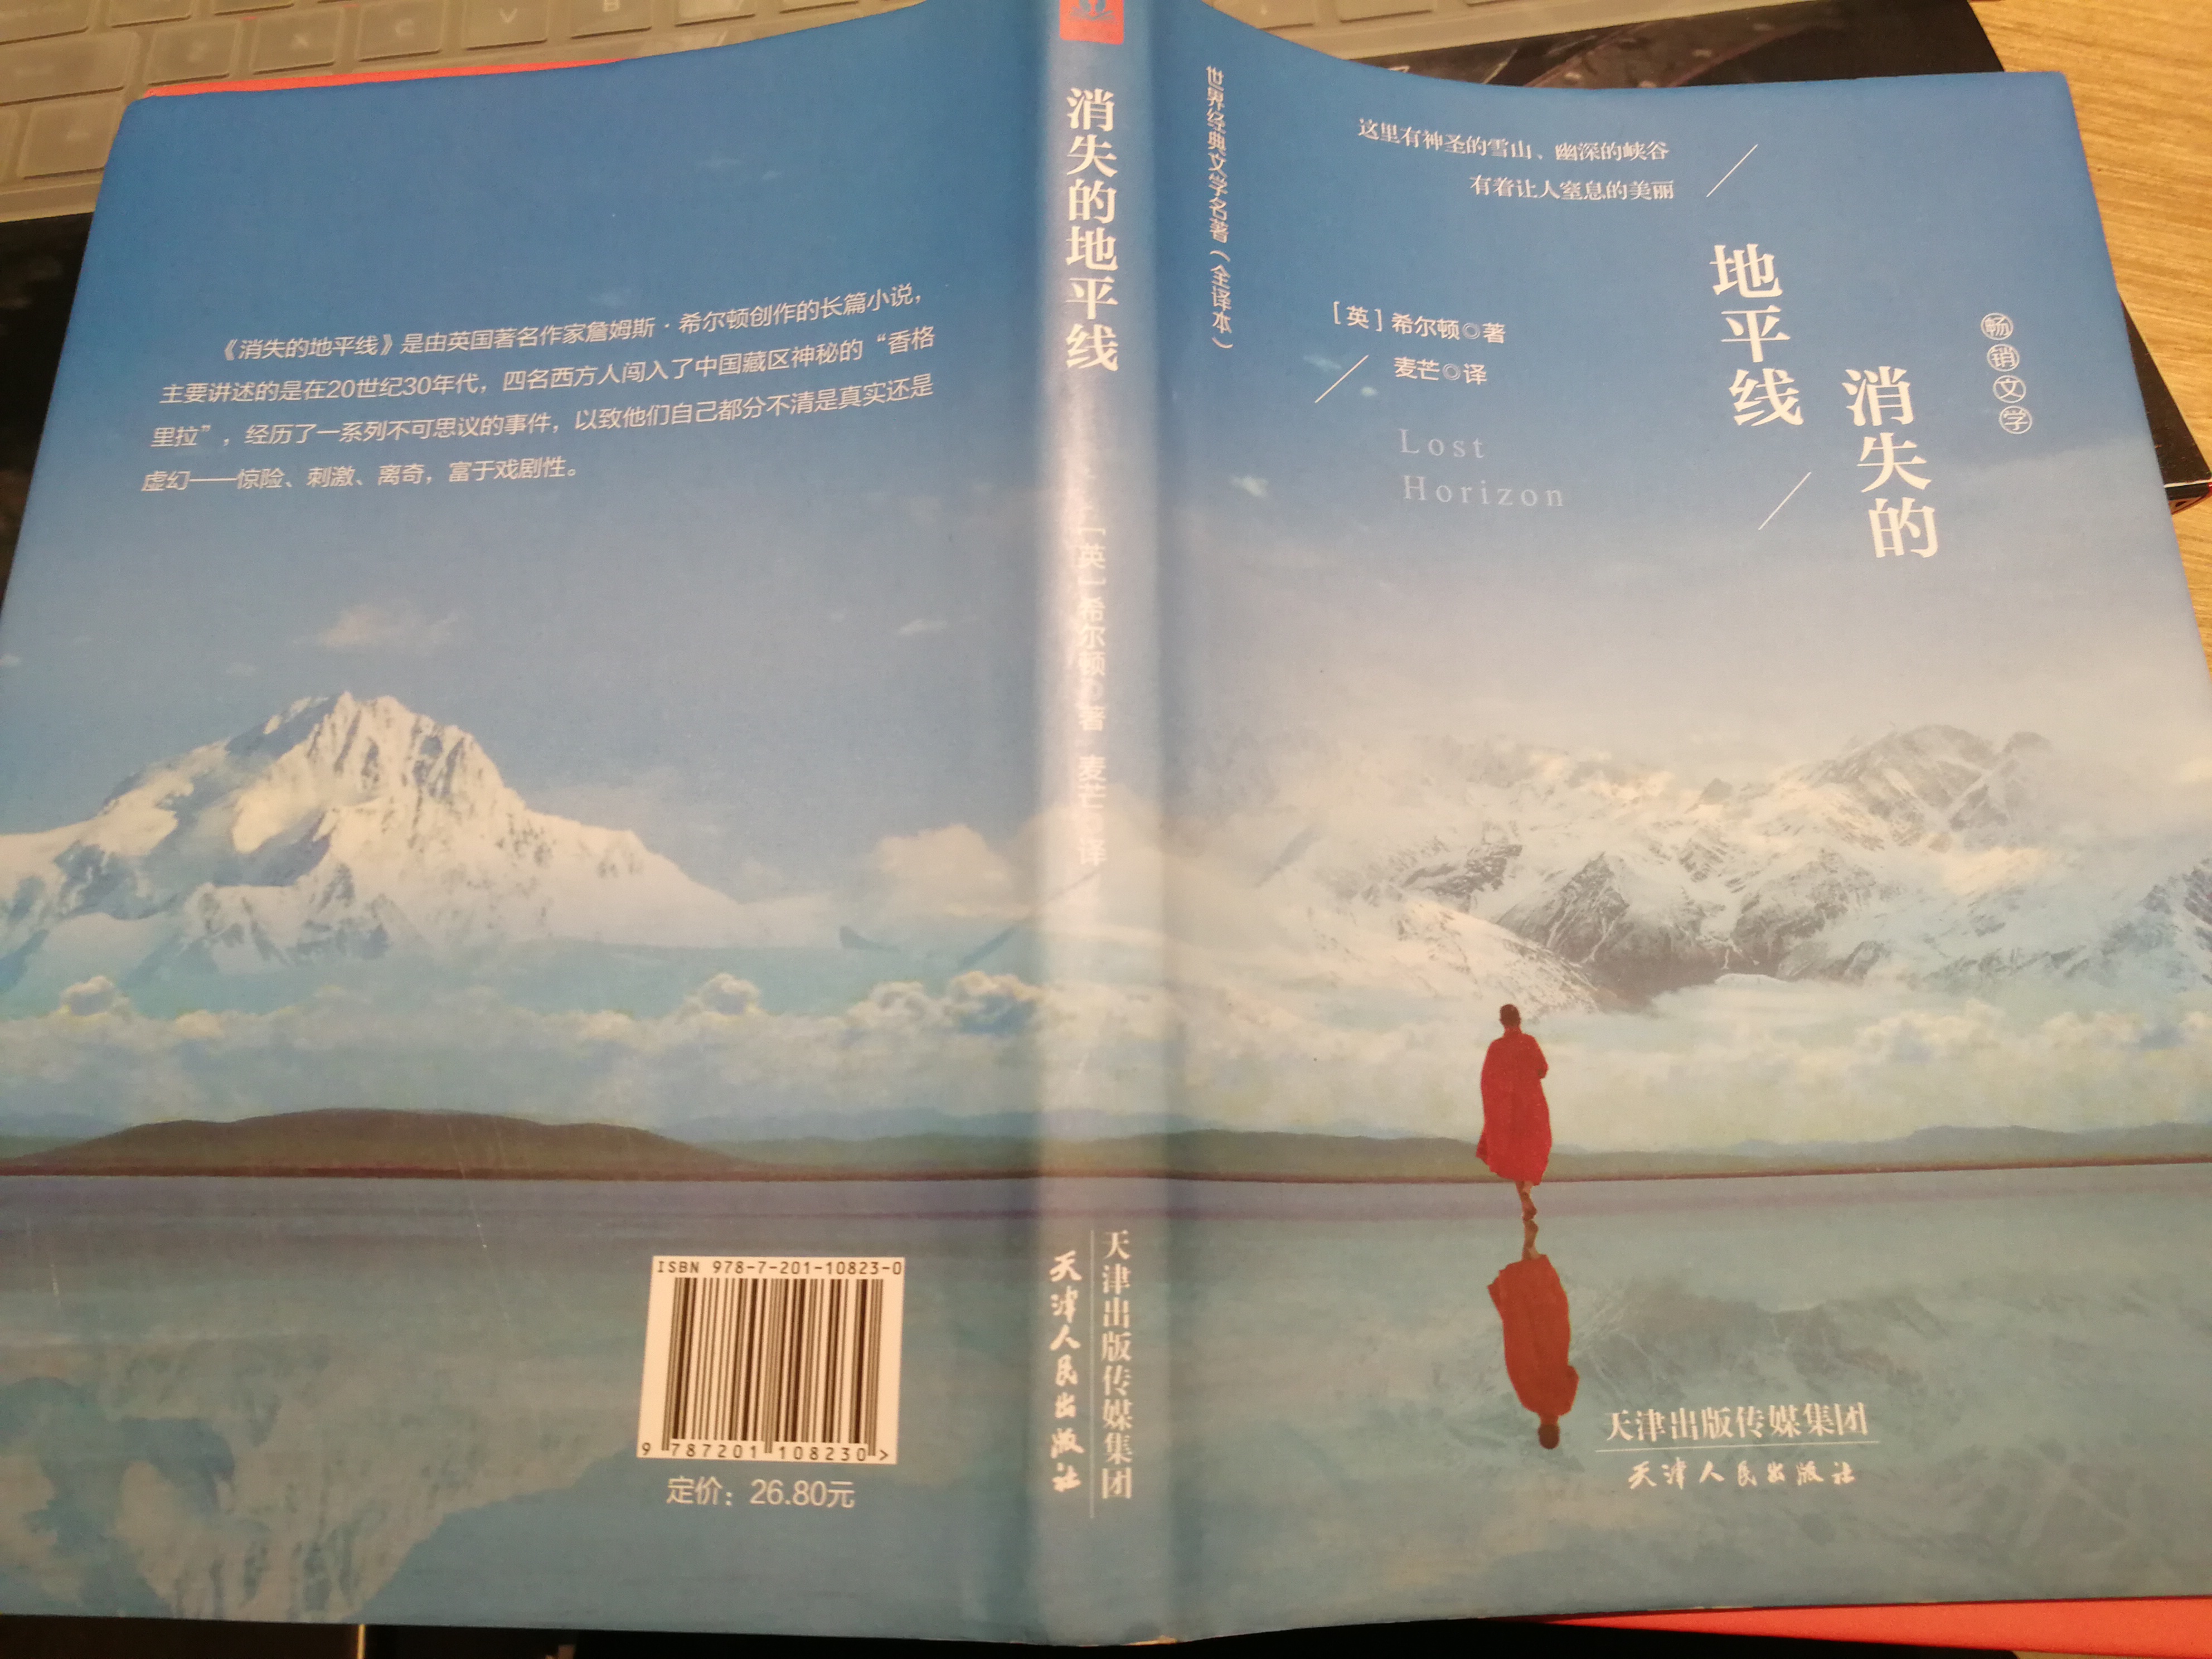 《消失的地平线》是由英国著名作家詹姆斯·希尔顿创作的长篇小说，
主要讲述的是在20世纪30年代，四名西方人闯入了中国藏区神秘的“香格
里拉”，经历了一系列不可思议的事件，以致他们自己都分不清是真实还是
虚幻——惊险、刺激、离奇，富于戏剧性。
ISBN 978-7-201-10823-0
9 787201 108230>
定价：26.80元
消失的地平线
［英］希尔顿◎著 麦芒◎译
天津出版传媒集团
天津人民出版社
世界经典文学名著（全译本）
这里有神圣的雪山、幽深的峡谷
有着让人窒息的美丽
畅销文学
消失的
地平线
［英］希尔顿◎著
麦芒◎译
Lost
Horizon
天津出版传媒集团
天津人民出版社